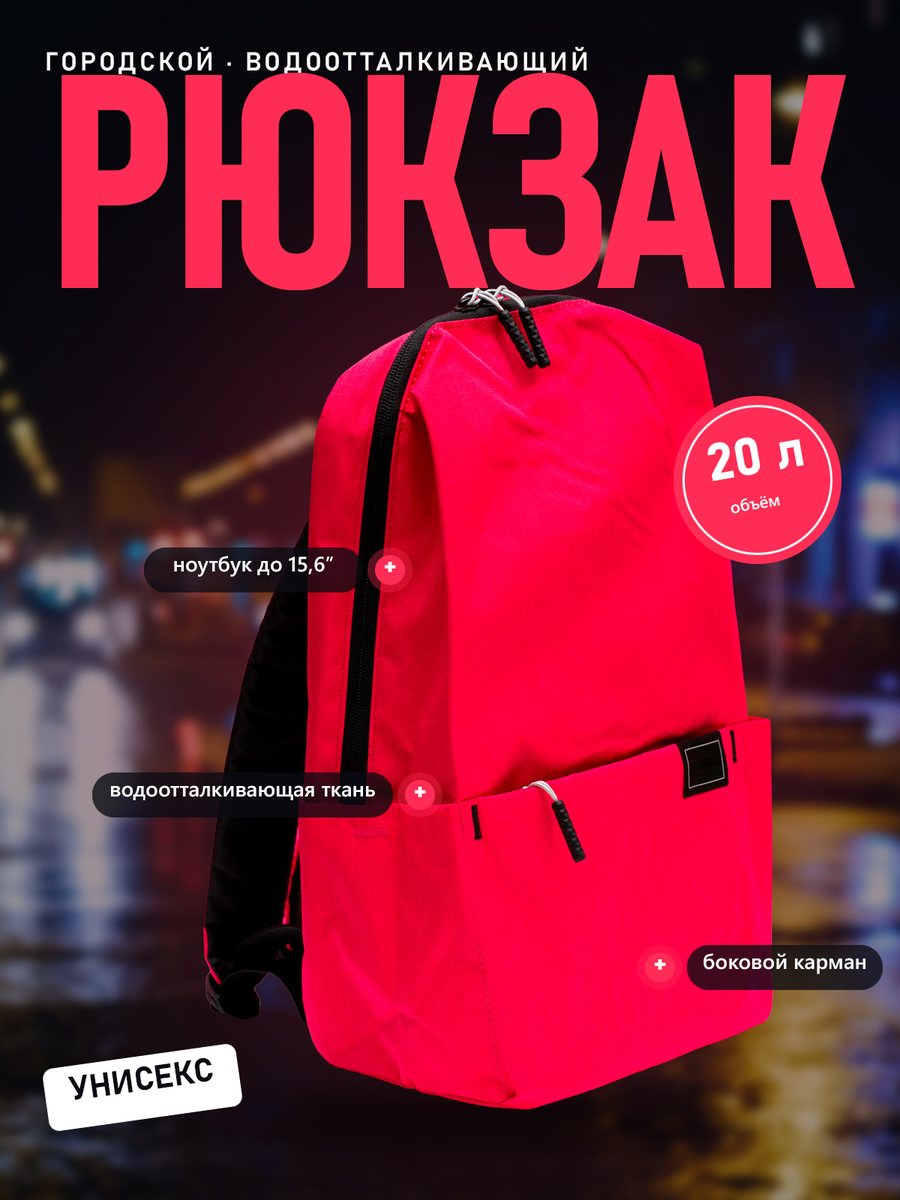 ГОРОДСКОЙ · ВОДООТТАЛКИВАЮЩИЙ
РЮКЗАК
20 л
объём
ноутбук до 15,6″
водоотталкивающая ткань
боковой карман
УНИСЕКС